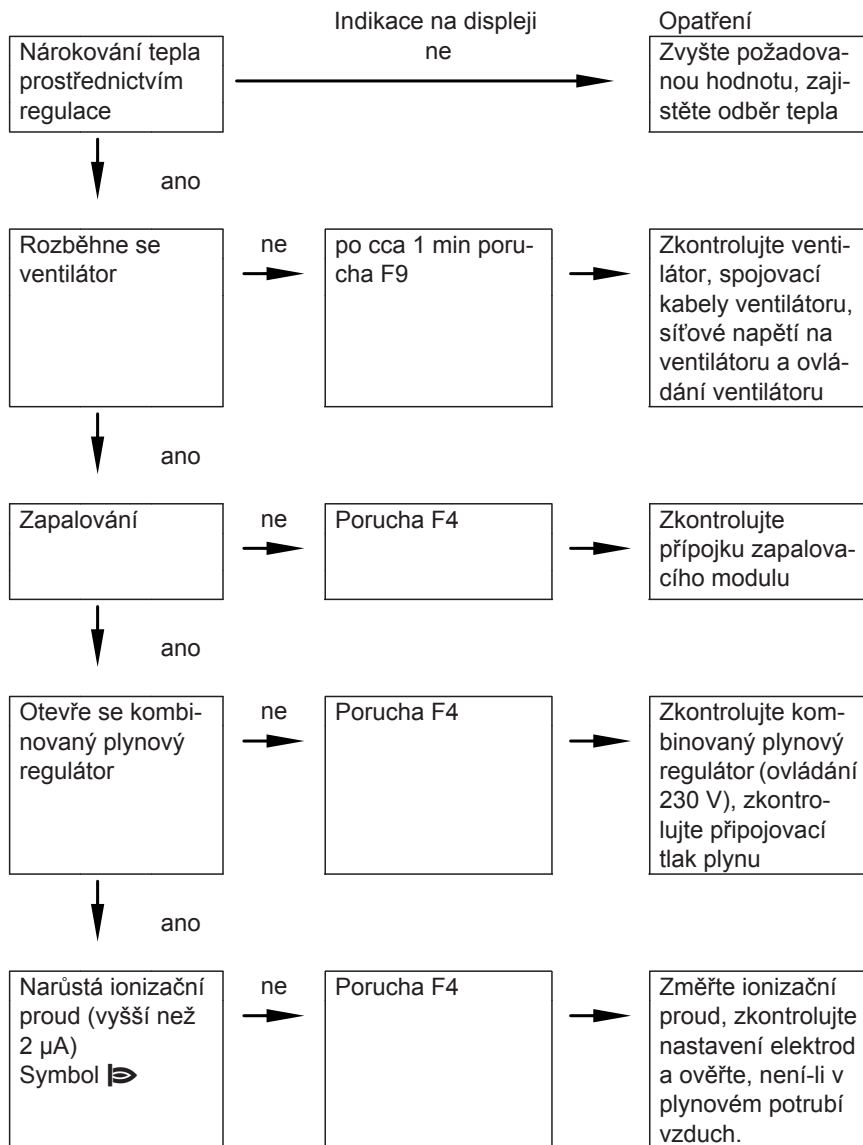 Indikace na displeji
Opatření
Nárokování tepla
prostřednictvím
regulace
ne
Zvyšte požadova-
nou hodnotu, zaji-
stěte odběr tepla
ano
Rozběhne se
ventilátor
ne
po cca 1 min poru-
cha F9
Zkontrolujte venti-
látor, spojovací
kabely ventilátoru,
síťové napětí na
ventilátoru a ovlá-
dání ventilátoru
ano
Zapalování
ne
Porucha F4
Zkontrolujte
přípojku zapalova-
cího modulu
ano
Otevře se kombi-
novaný plynový
regulátor
ne
Porucha F4
Zkontrolujte kom-
binovaný plynový
regulátor (ovládání
230 V), zkontro-
lujte připojovací
tlak plynu
ano
Narůstá ionizační
proud (vyšší než
2 µA)
Symbol
ne
Porucha F4
Změřte ionizační
proud, zkontrolujte
nastavení elektrod
a ověřte, není-li v
plynovém potrubí
vzduch.